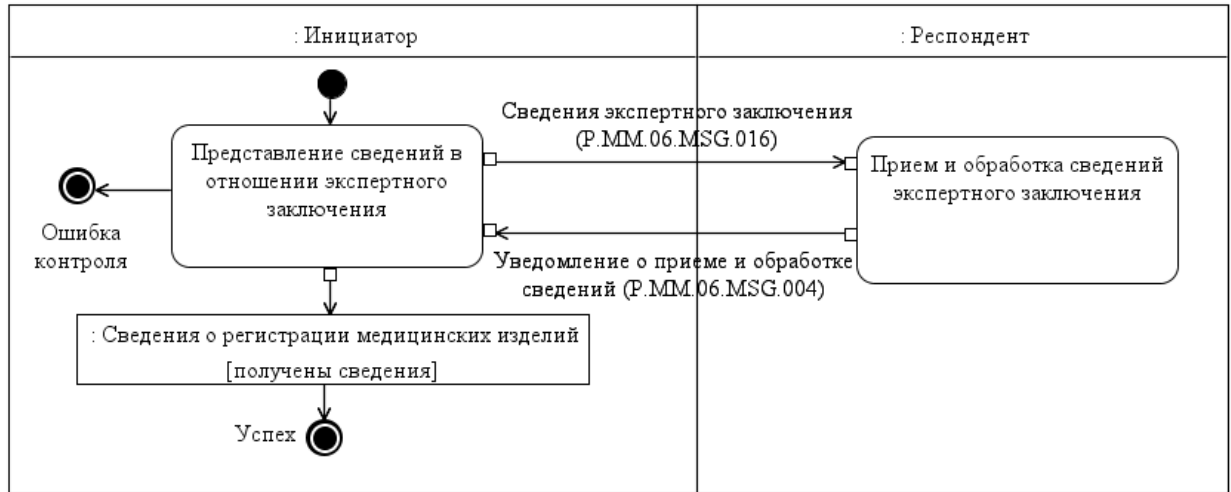 : Инициатор
: Респондент
Сведения экспертного заключения
(P.MM.06.MSG.016)
Представление сведений в
отношении экспертного
заключения
Прием и обработка сведений
экспертного заключения
Ошибка
контроля
Уведомление о приеме и обработке
сведений (P.MM.06.MSG.004)
: Сведения о регистрации медицинских изделий
[получены сведения]
Успех